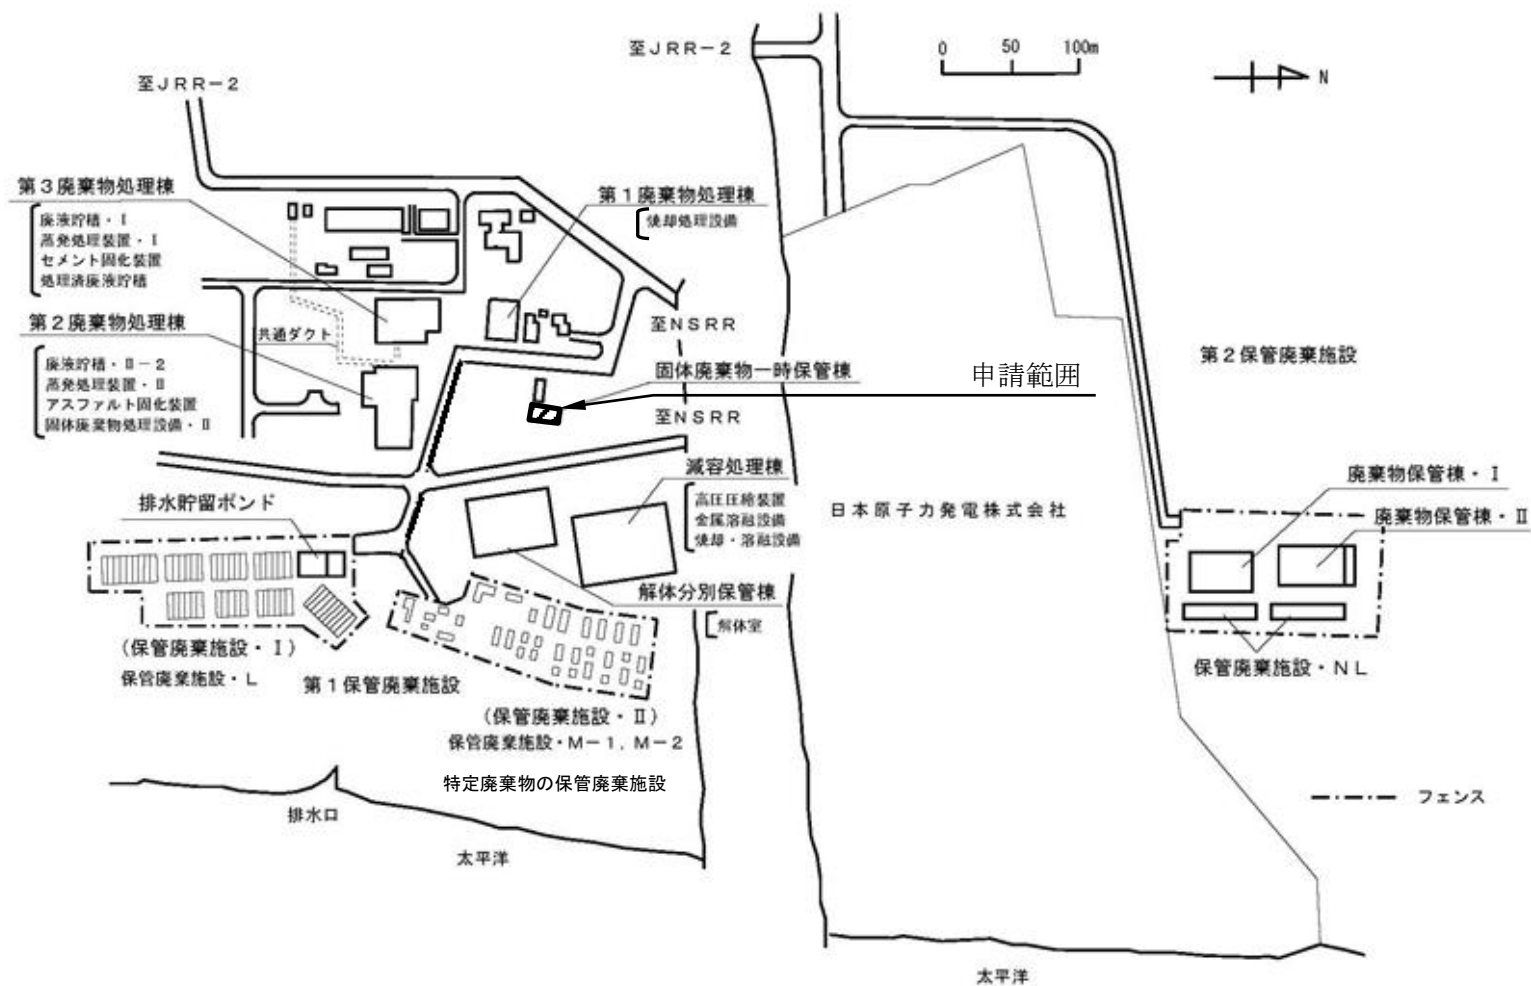 至JRR-2
0 50 100m
N
至JRR-2
第3廃棄物処理棟
廃液貯槽・Ⅰ
蒸発処理装置・Ⅰ
セメント固化装置
処理済廃液貯槽
第1廃棄物処理棟
焼却処理設備
第2廃棄物処理棟
共通ダクト
廃液貯槽・Ⅱ-2
蒸発処理装置・Ⅱ
アスファルト固化装置
固体廃棄物処理設備・Ⅱ
至NSRR
固体廃棄物一時保管棟
申請範囲
至NSRR
第2保管廃棄施設
減容処理棟
高圧圧縮装置
金属溶融設備
焼却・溶融設備
日本原子力発電株式会社
廃棄物保管棟・Ⅰ
廃棄物保管棟・Ⅱ
排水貯留ポンド
解体分別保管棟
解体室
保管廃棄施設・NL
(保管廃棄施設・Ⅰ)
保管廃棄施設・L
第1保管廃棄施設
(保管廃棄施設・Ⅱ)
保管廃棄施設・M-1, M-2
特定廃棄物の保管廃棄施設
フェンス
排水口
太平洋
太平洋